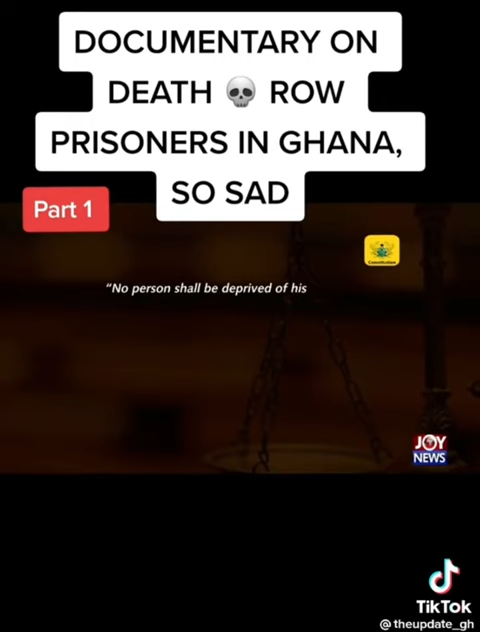 DOCUMENTARY ON
DEATH 💀 ROW
PRISONERS IN GHANA,
SO SAD
Part 1
Constitution
"No person shall be deprived of his
JOY
NEWS
TikTok
@theupdate_gh